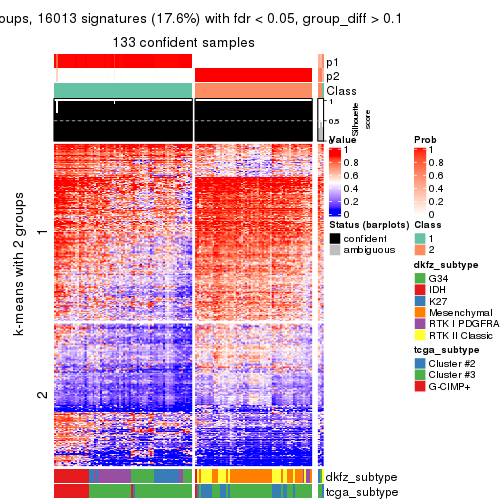 oups, 16013 signatures (17.6%) with fdr < 0.05, group_diff > 0.1
133 confident samples
p1
p2
Class
1
0.5
0
Silhouette
score
k-means with 2 groups
1
2
Value
1
0.8
0.6
0.4
0.2
0
Prob
1
0.8
0.6
0.4
0.2
0
Status (barplots)
confident
ambiguous
Class
1
2
dkfz_subtype
G34
IDH
K27
Mesenchymal
RTK I PDGFRA
RTK II Classic
tcga_subtype
Cluster #2
Cluster #3
G-CIMP+
dkfz_subtype
tcga_subtype